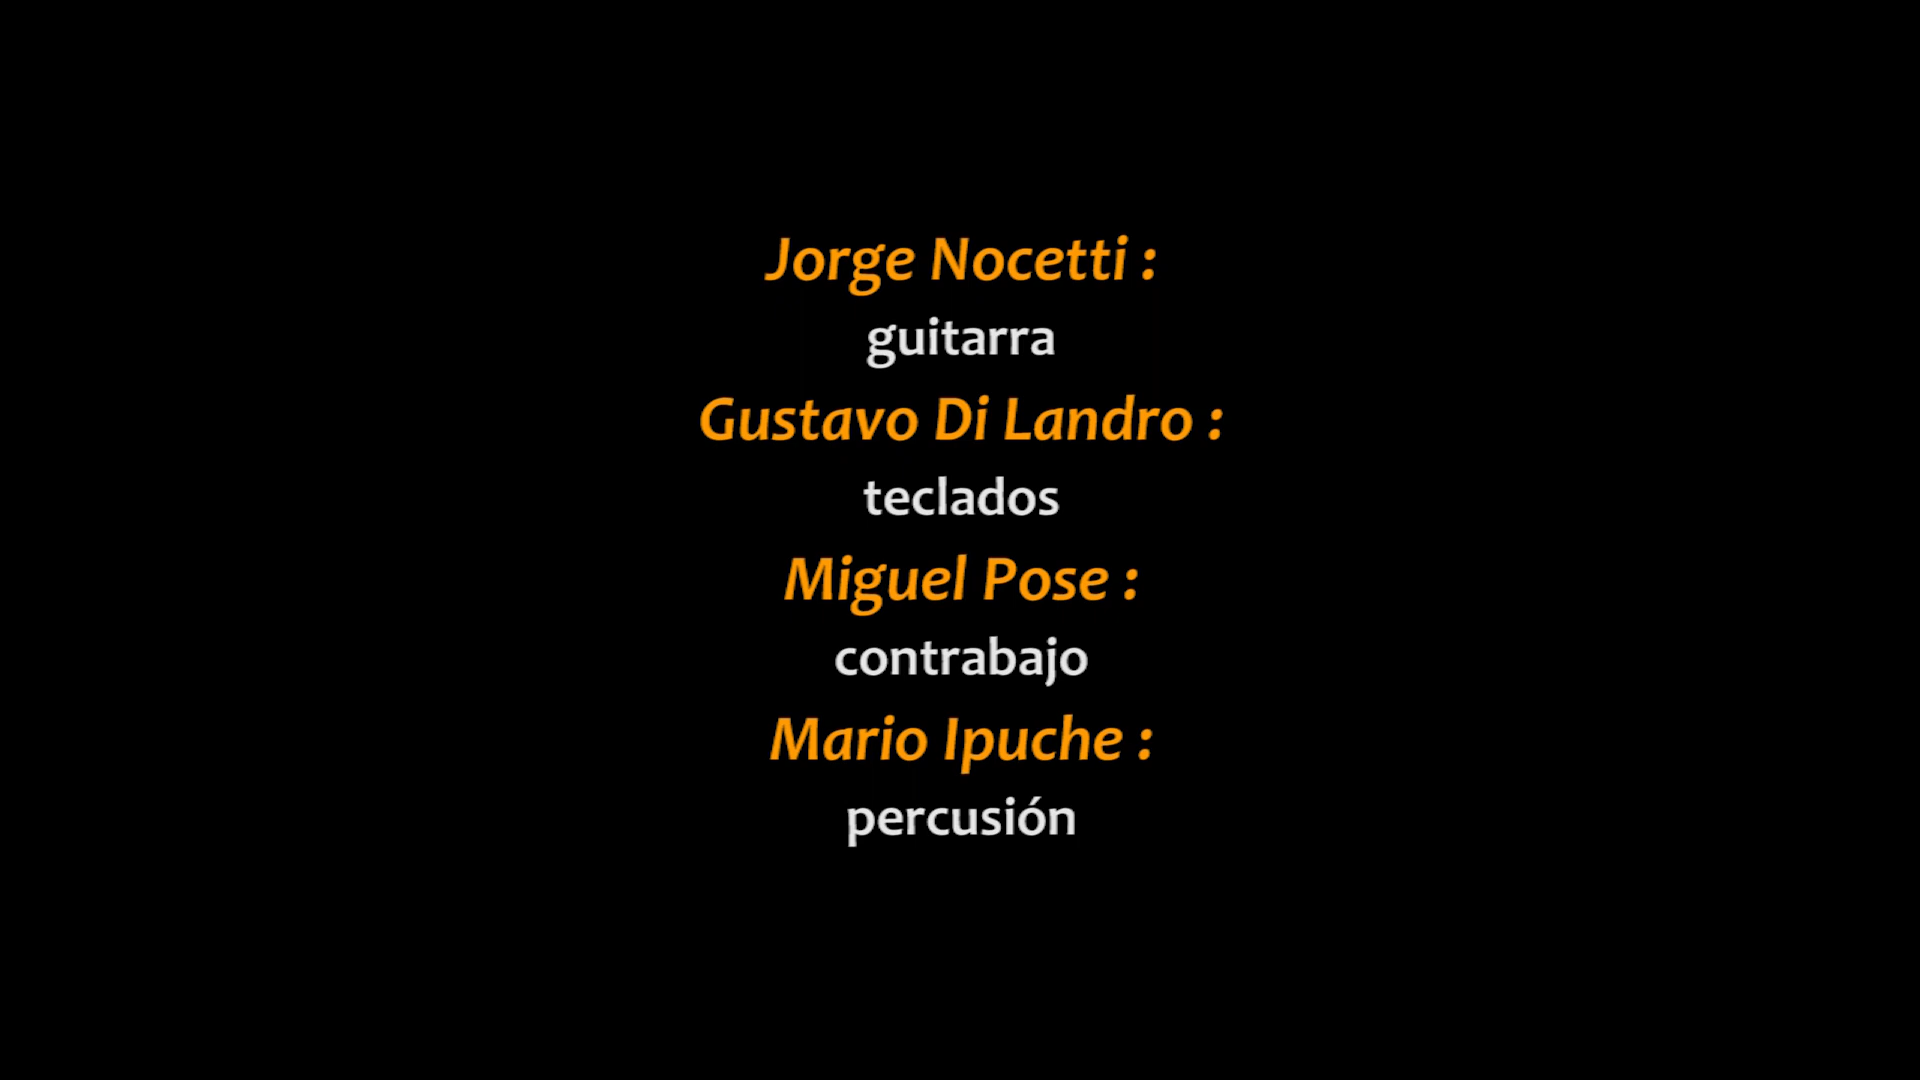 Jorge Nocetti :
guitarra
Gustavo Di Landro :
teclados
Miguel Pose :
contrabajo
Mario Ipuche :
percusión